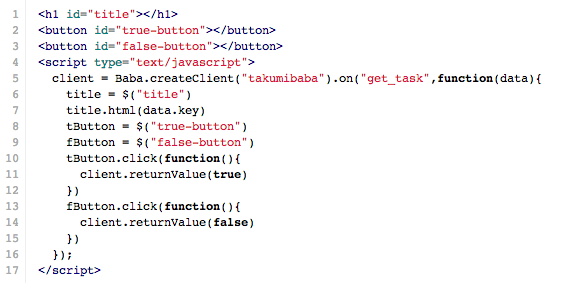 1 <h1 id="title"></h1>
2 <button id="true-button"></button>
3 <button id="false-button"></button>
4 <script type="text/javascript">
5   client = Baba.createClient("takumibaba").on("get_task",function(data){
6     title = $("title")
7     title.html(data.key)
8     tButton = $("true-button")
9     fButton = $("false-button")
10     tButton.click(function(){
11       client.returnValue(true)
12     })
13     fButton.click(function(){
14       client.returnValue(false)
15     })
16   });
17 </script>